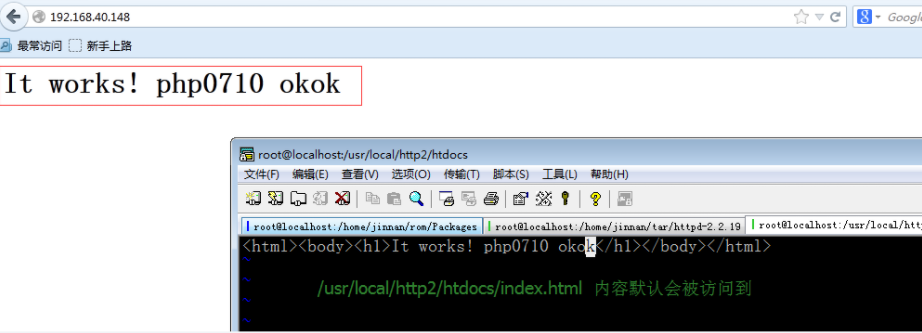 192.168.40.148
Google
最常访问 新手上路
It works! php0710 okok
root@localhost:/usr/local/http2/htdocs
文件(F) 编辑(E) 查看(V) 选项(O) 传输(T) 脚本(S) 工具(L) 帮助(H)
root@localhost:/home/jinnan/rom/Packages root@localhost:/home/jinnan/tar/httpd-2.2.19 root@localhost:/usr/local/htt
<html><body><h1>It works! php0710 okok</h1></body></html>
~
/usr/local/http2/htdocs/index.html 内容默认会被访问到
~
~